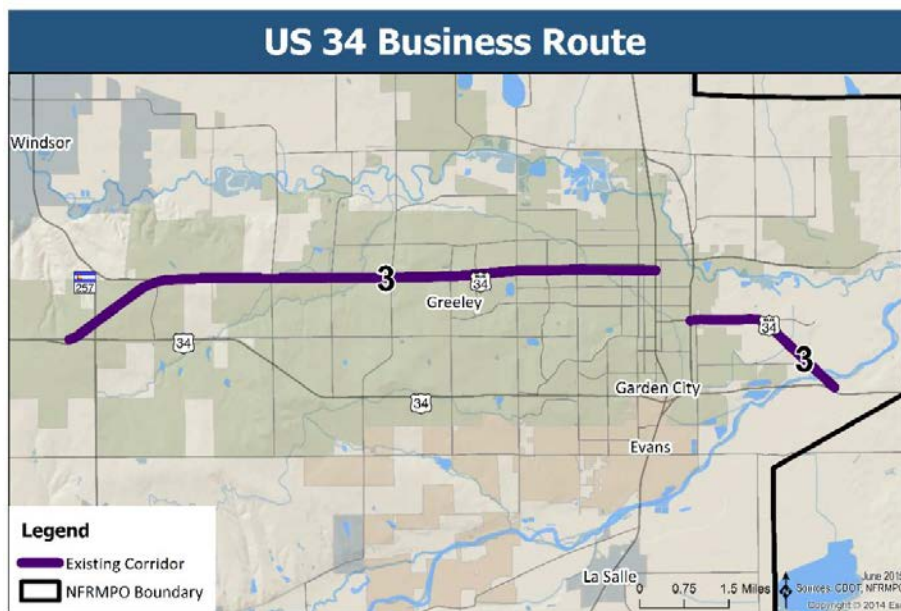 US 34 Business Route
Windsor
257
3
34
Greeley
34
34
3
34
Garden City
Evans
Legend
Existing Corridor
NFRMPO Boundary
La Salle
0 0.75 1.5 Miles
June 2015
Sources: CDOT, NFRMPO
Copyright © 2014